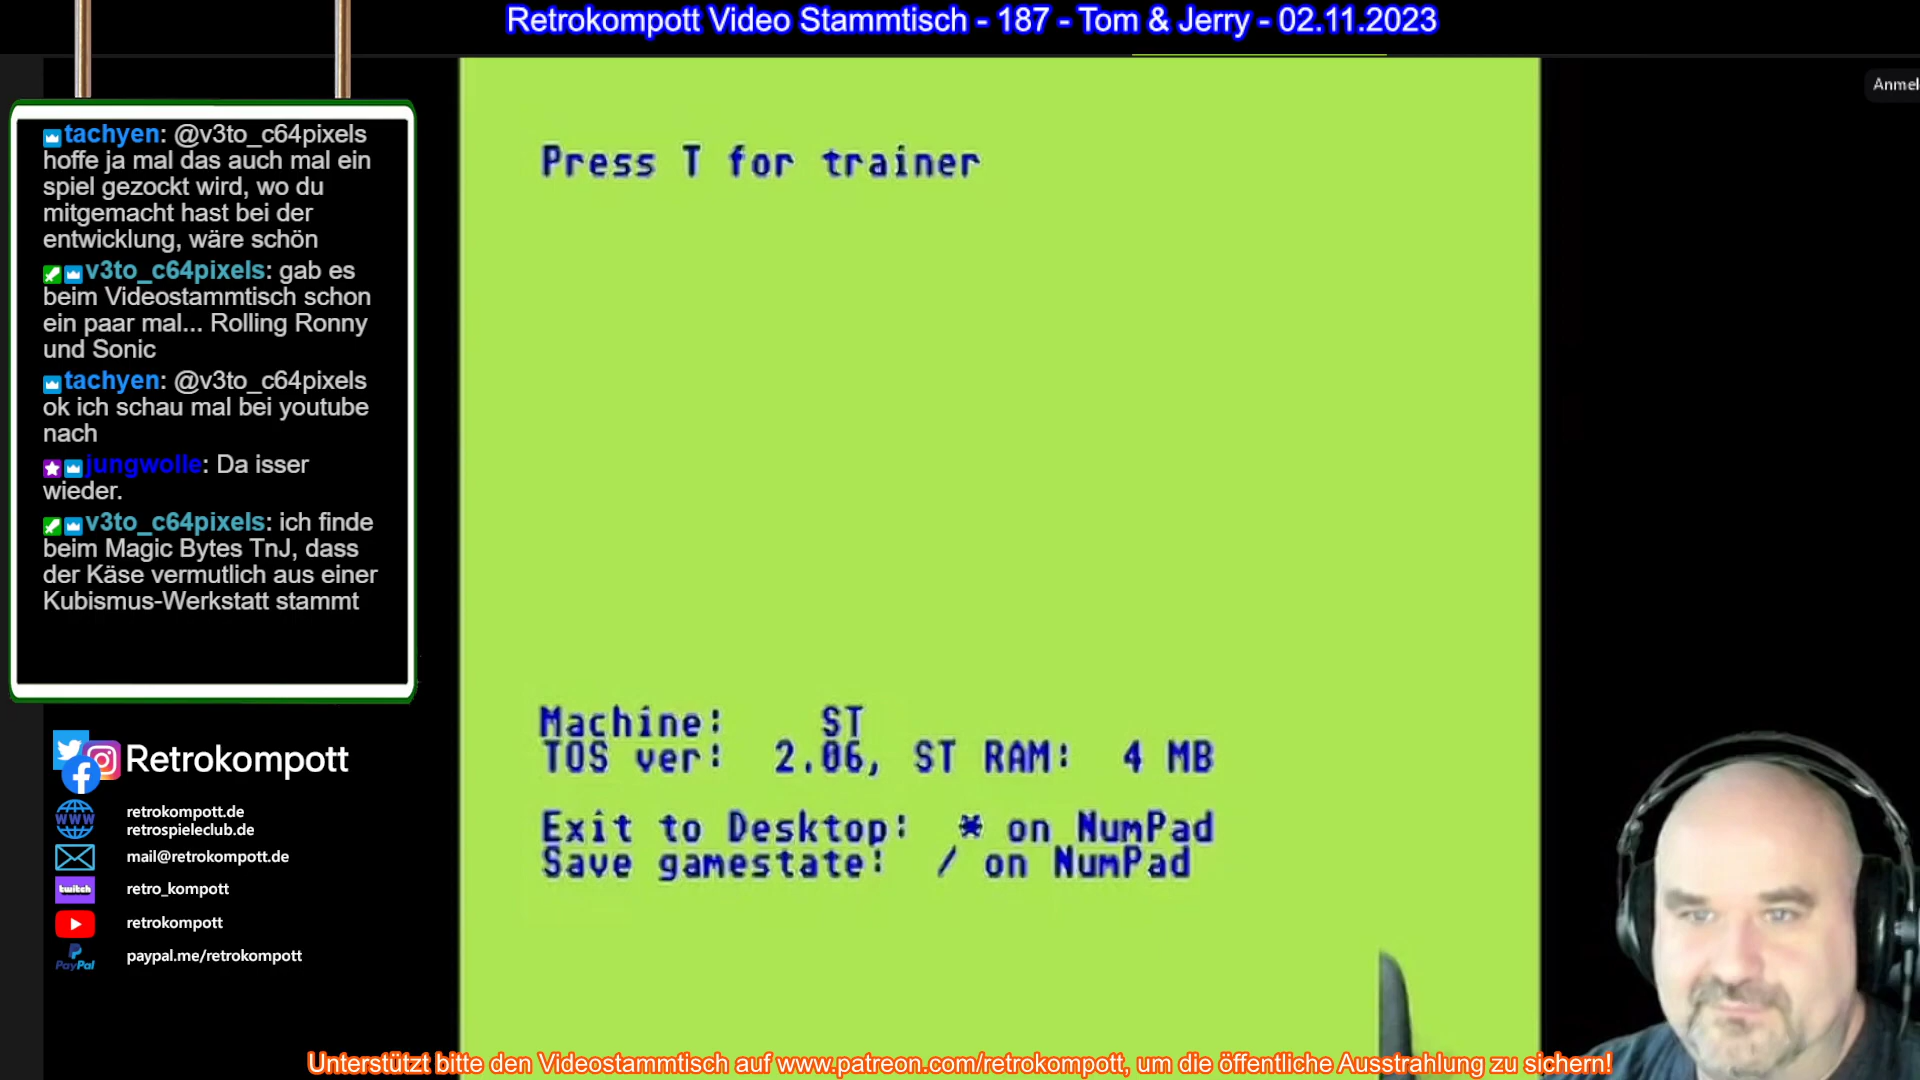 Retrokompott Video Stammtisch - 187 - Tom & Jerry - 02.11.2023
tachyen: @v3to_c64pixels
hoffe ja mal das auch mal ein
spiel gezockt wird, wo du
mitgemacht hast bei der
entwicklung, wäre schön
v3to_c64pixels: gab es
beim Videostammtisch schon
ein paar mal... Rolling Ronny
und Sonic
tachyen: @v3to_c64pixels
ok ich schau mal bei youtube
nach
jungwolle: Da isser
wieder.
v3to_c64pixels: ich finde
beim Magic Bytes TnJ, dass
der Käse vermutlich aus einer
Kubismus-Werkstatt stammt
Retrokompott
WWW
retrokompott.de
retrospieleclub.de
mail@retrokompott.de
twitch
retro_kompott
retrokompott
PayPal
paypal.me/retrokompott
Press T for trainer
Machine: ST
TOS ver: 2.06, ST RAM: 4 MB
Exit to Desktop: * on NumPad
Save gamestate: / on NumPad
Anmel
Unterstützt bitte den Videostammtisch auf www.patreon.com/retrokompott, um die öffentliche Ausstrahlung zu sichern!